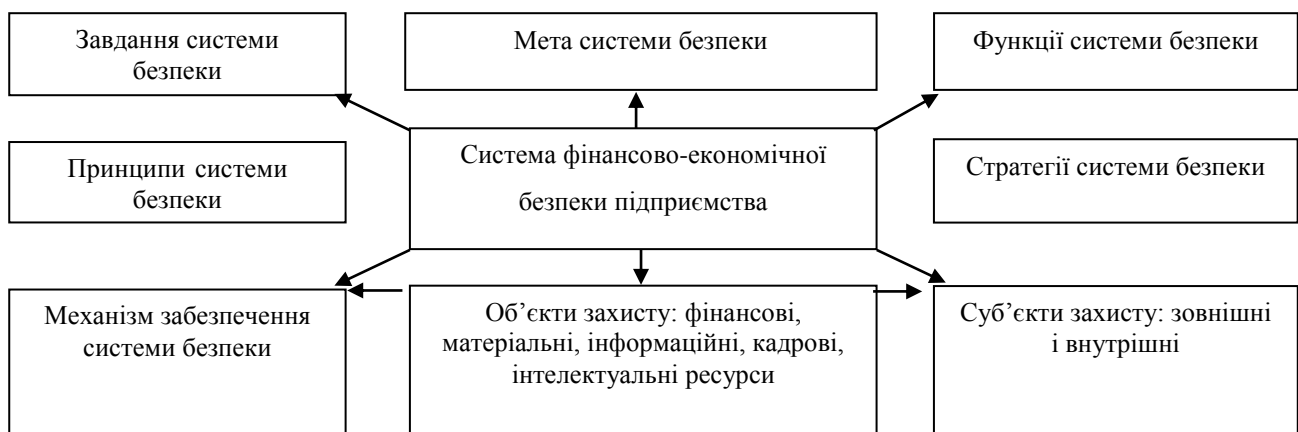 Завдання системи
безпеки
Мета системи безпеки
Функції системи безпеки
Принципи системи
безпеки
Система фінансово-економічної
безпеки підприємства
Стратегії системи безпеки
Механізм забезпечення
системи безпеки
Об’єкти захисту: фінансові,
матеріальні, інформаційні, кадрові,
інтелектуальні ресурси
Суб’єкти захисту: зовнішні
і внутрішні